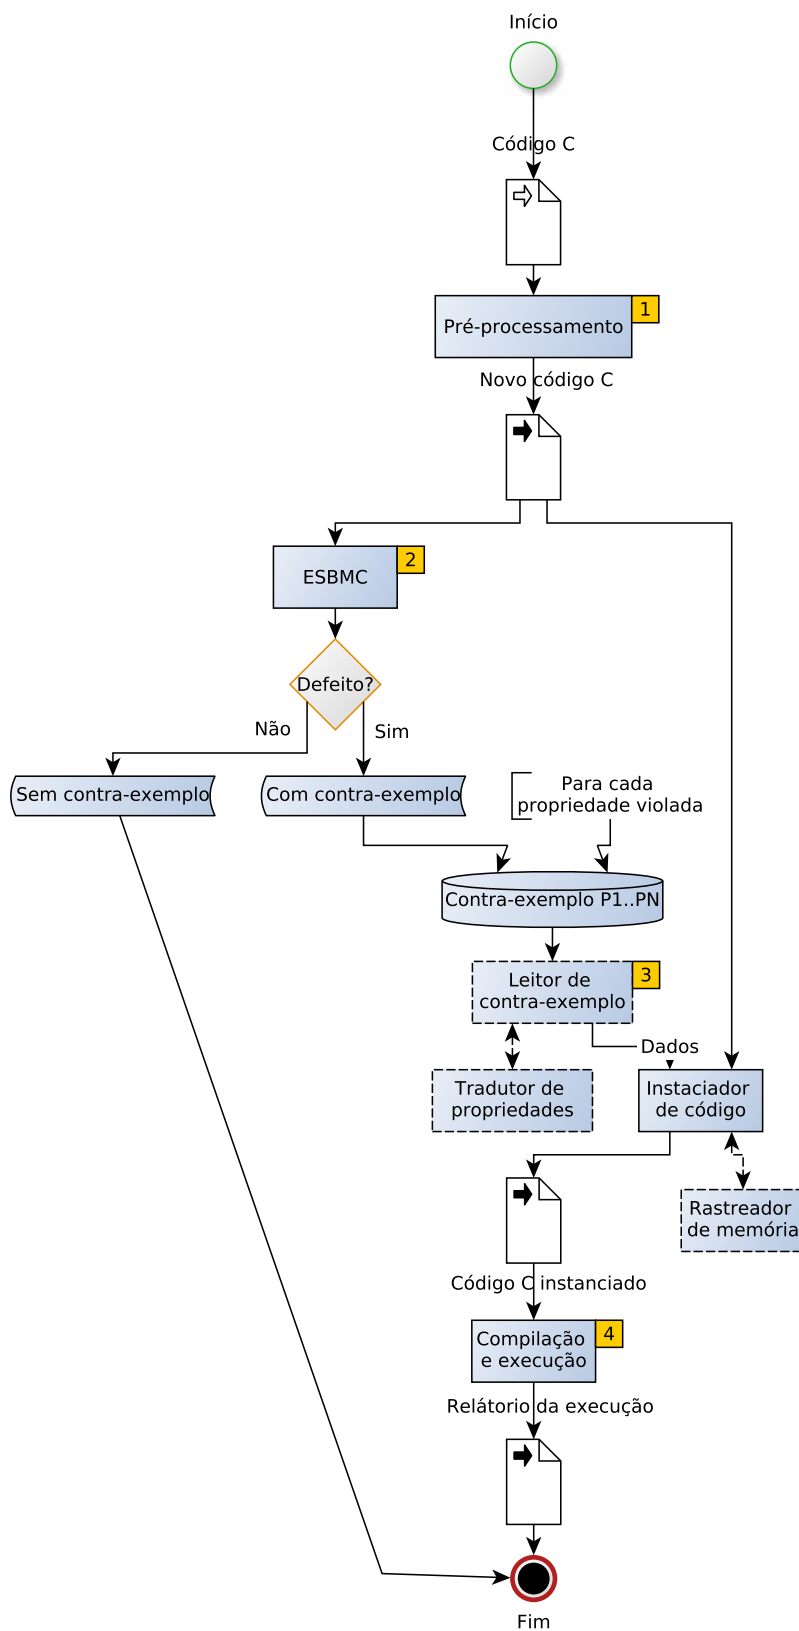 Início
Código C
Pré-processamento
1
Novo código C
ESBMC
2
Defeito?
Não
Sim
Sem contra-exemplo
Com contra-exemplo
Para cada
propriedade violada
Contra-exemplo P1..PN
Leitor de
contra-exemplo
3
Dados
Tradutor de
propriedades
Instaciador
de código
Rastreador
de memória
Código C instanciado
Compilação
e execução
4
Relátorio da execução
Fim